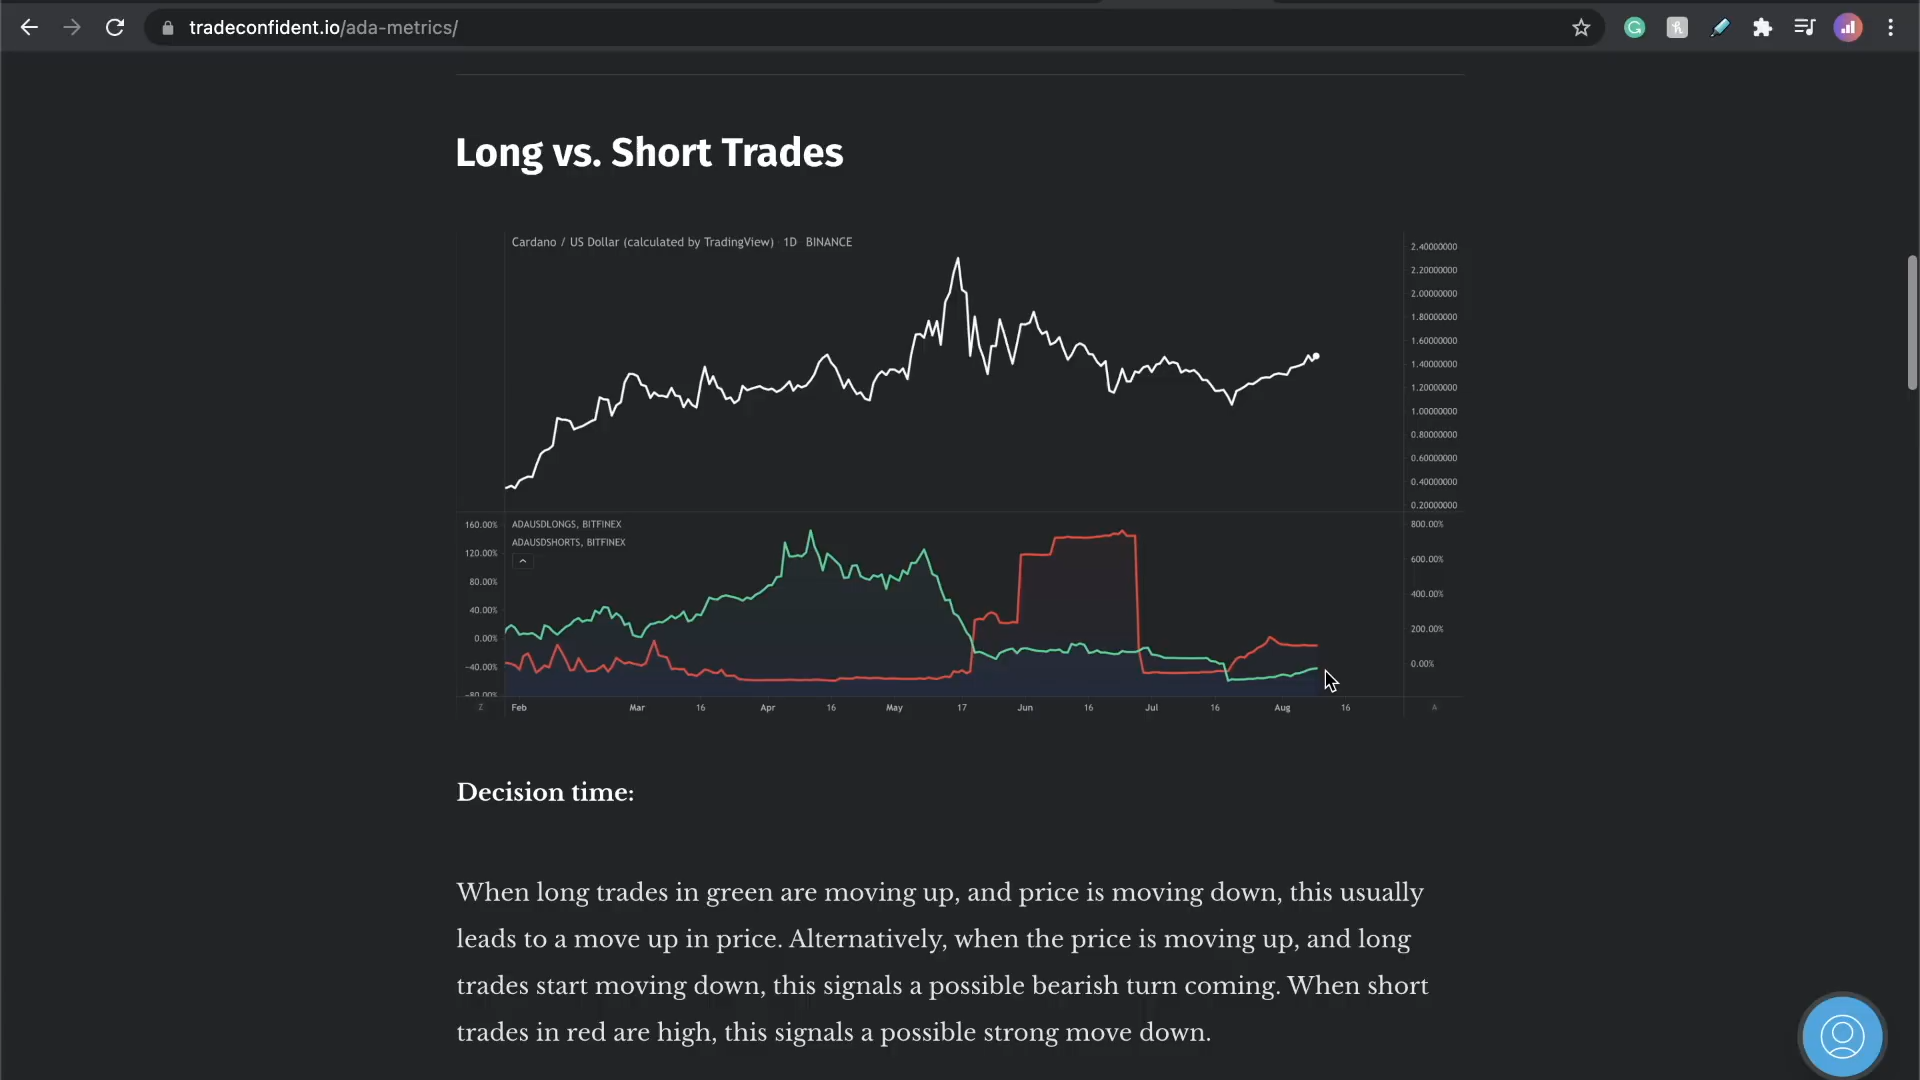 tradeconfident.io/ada-metrics/
Long vs. Short Trades
Cardano / US Dollar (calculated by TradingView) 1D BINANCE
2.40000000
2.20000000
2.00000000
1.80000000
1.60000000
1.40000000
1.20000000
1.00000000
0.80000000
0.60000000
0.40000000
0.20000000
160.00% ADAUSDLONGS, BITFINEX 800.00%
ADAUSDSHORTS, BITFINEX
120.00% 600.00%
80.00%
400.00%
40.00%
200.00%
0.00%
−40.00% 0.00%
−80.00%
Z Feb Mar 16 Apr 16 May 17 Jun 16 Jul 16 Aug 16 A
Decision time:
When long trades in green are moving up, and price is moving down, this usually
leads to a move up in price. Alternatively, when the price is moving up, and long
trades start moving down, this signals a possible bearish turn coming. When short
trades in red are high, this signals a possible strong move down.